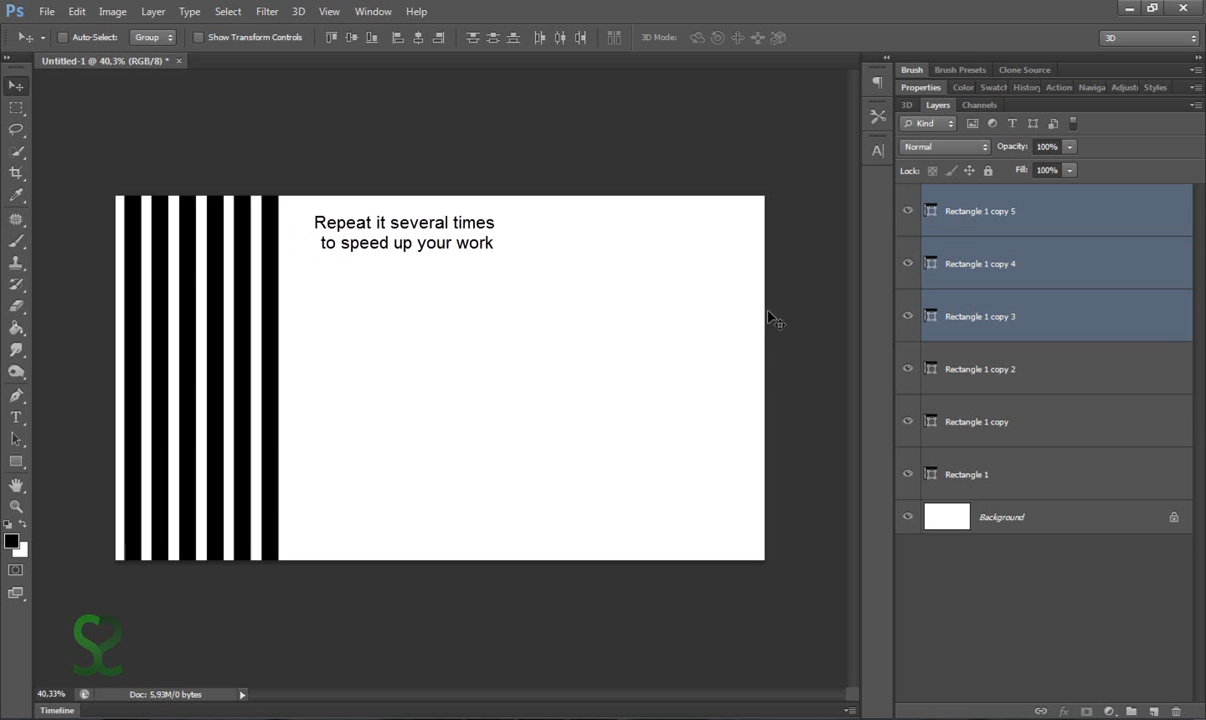 Ps File Edit Image Layer Type Select Filter 3D View Window Help
Auto-Select: Group Show Transform Controls 3D Mode: 3D
Untitled-1 @ 40,3% (RGB/8) * ×
Brush Brush Presets Clone Source
Properties Color Swatch History Action Naviga Adjust Styles
3D Layers Channels
Kind
Normal Opacity: 100%
Lock: Fill: 100%
Repeat it several times
to speed up your work
Rectangle 1 copy 5
Rectangle 1 copy 4
Rectangle 1 copy 3
Rectangle 1 copy 2
Rectangle 1 copy
Rectangle 1
Background
40,33% Doc: 5,93M/0 bytes
Timeline